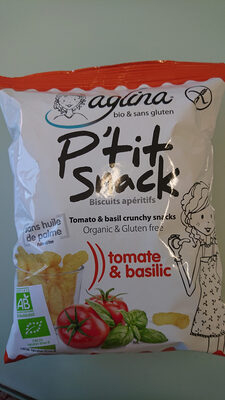 aglina
bio & sans gluten
P'tit
Snack
Biscuits apéritifs
Tomato & basil crunchy snacks
Organic & Gluten free
sans huile
de palme
tomate
& basilic
AB